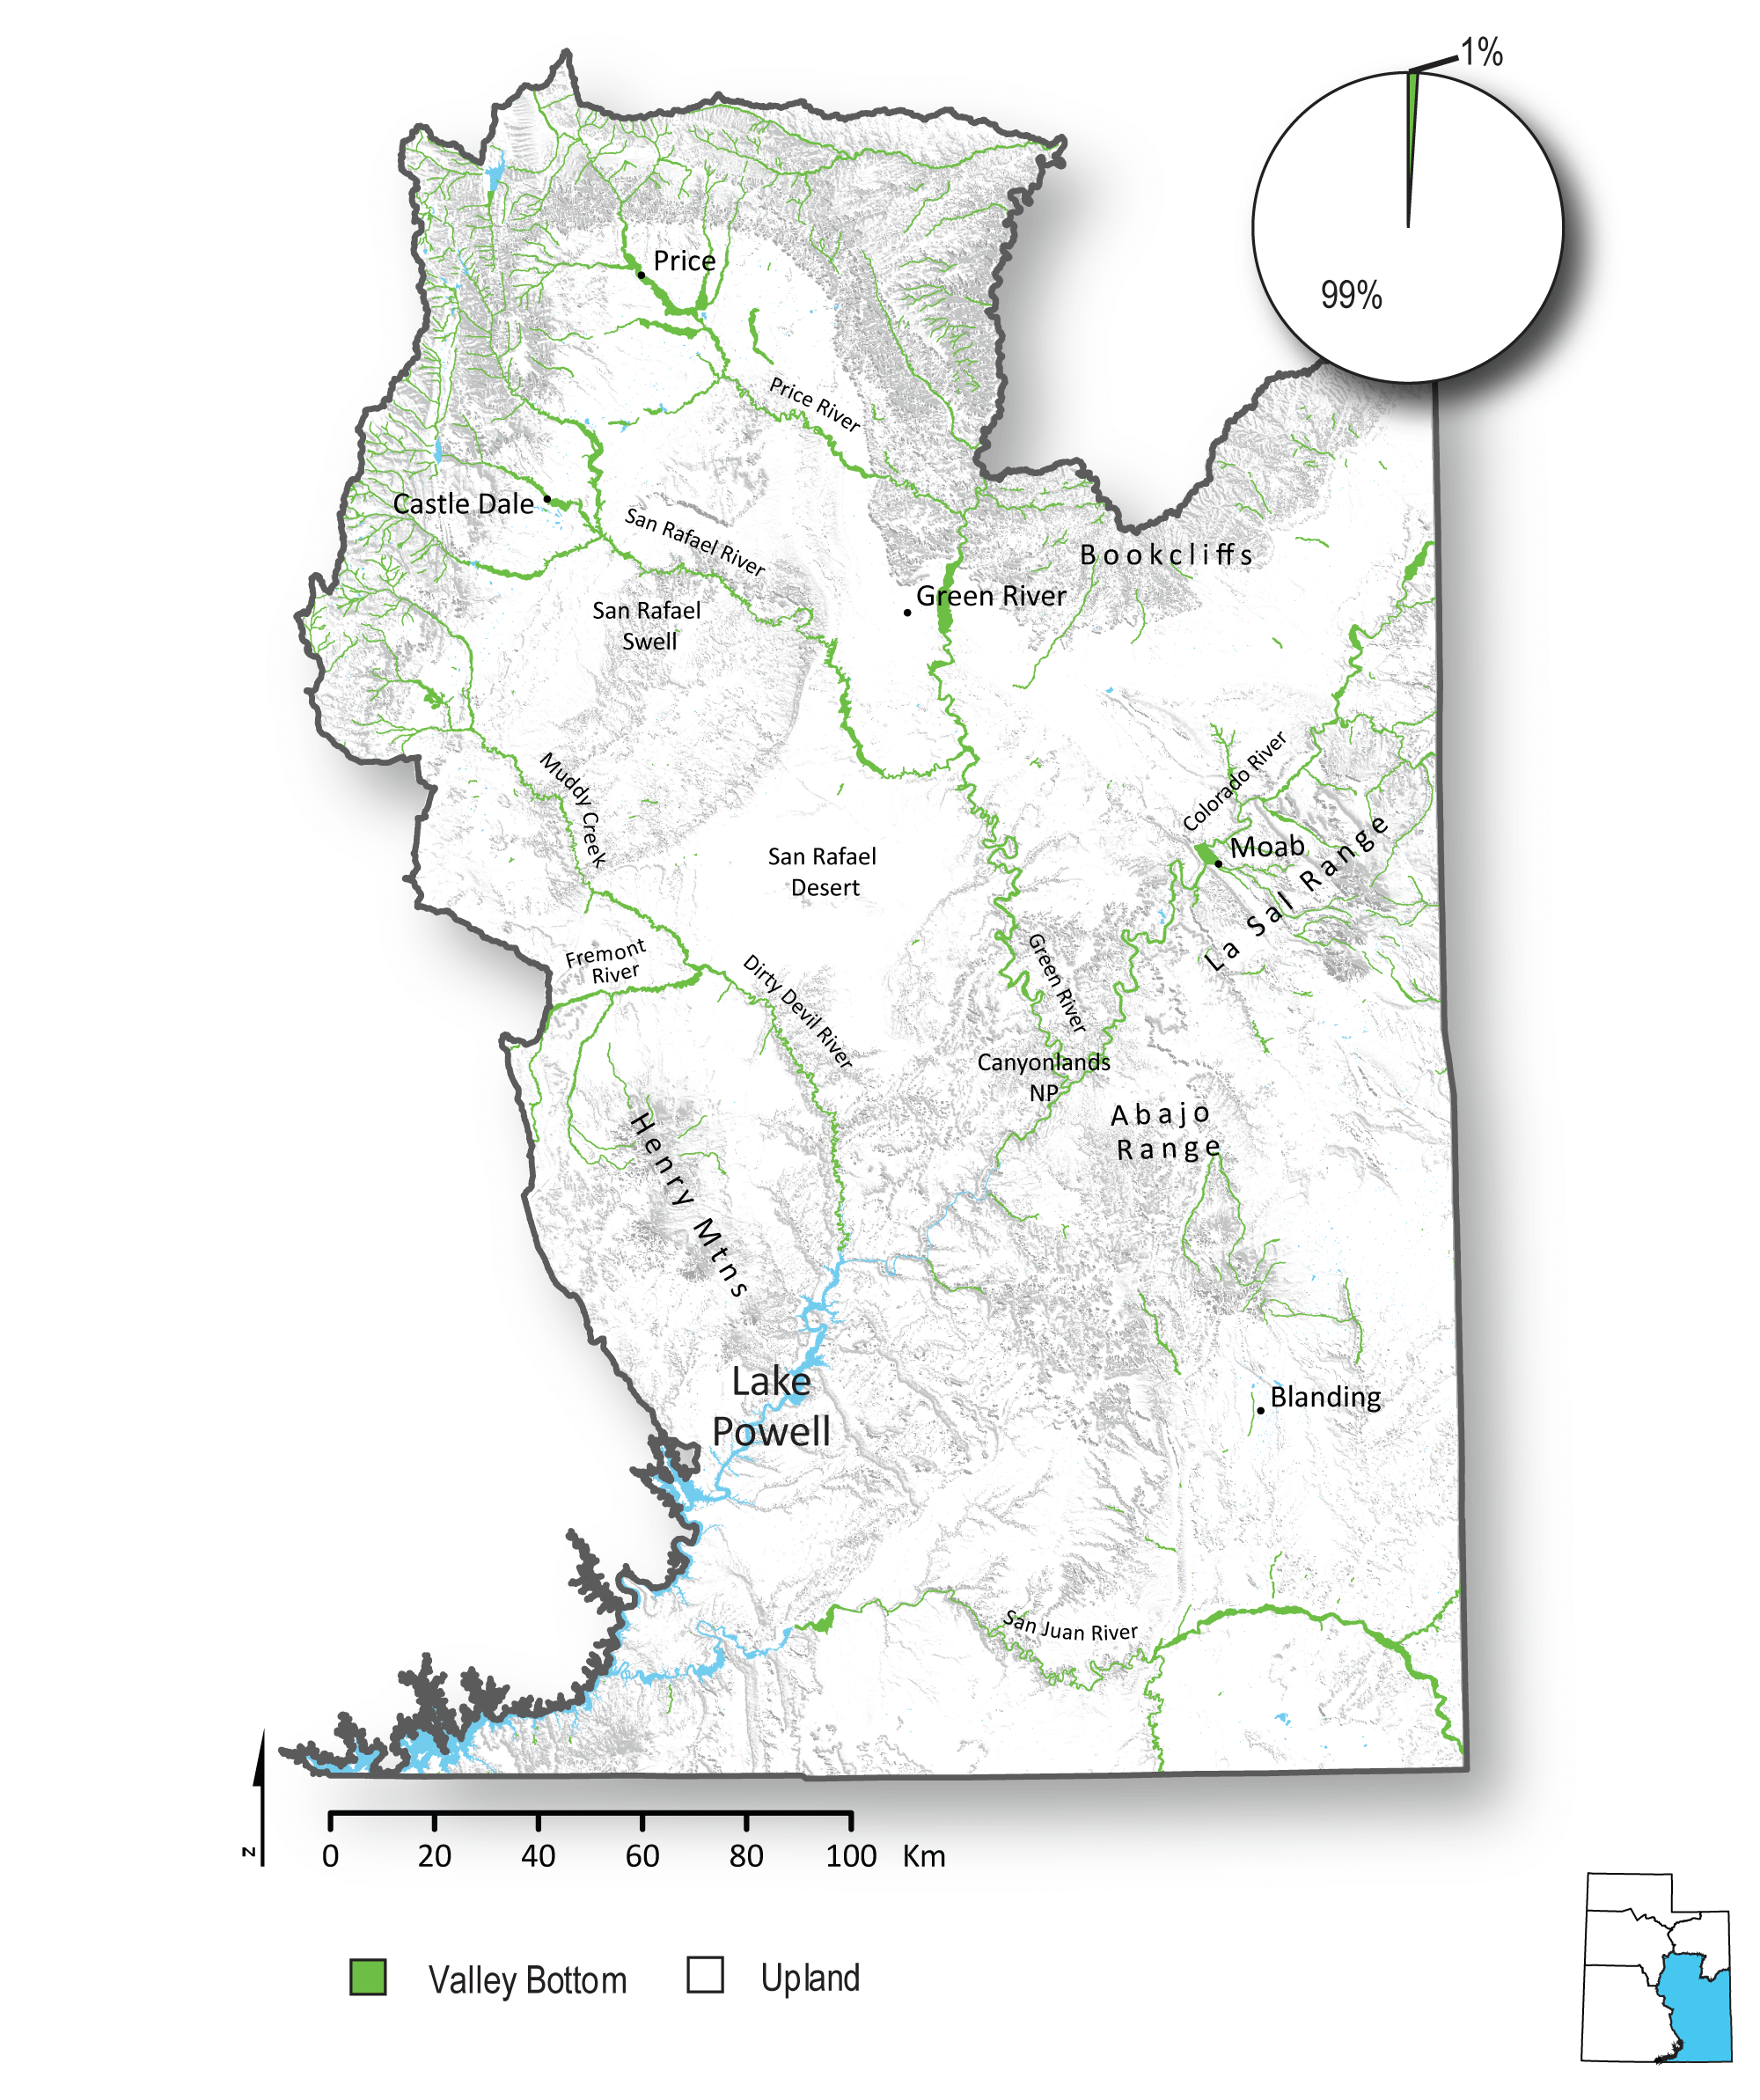 1%
99%
Price
Price River
Castle Dale
San Rafael River
Bookcliffs
Green River
San Rafael
Swell
Muddy Creek
Colorado River
Moab
La Sal Range
San Rafael
Desert
Fremont
River
Dirty Devil River
Green River
Canyonlands
NP
Abajo
Range
Henry Mtns
Lake
Powell
Blanding
San Juan River
N
0 20 40 60 80 100 Km
Valley Bottom Upland